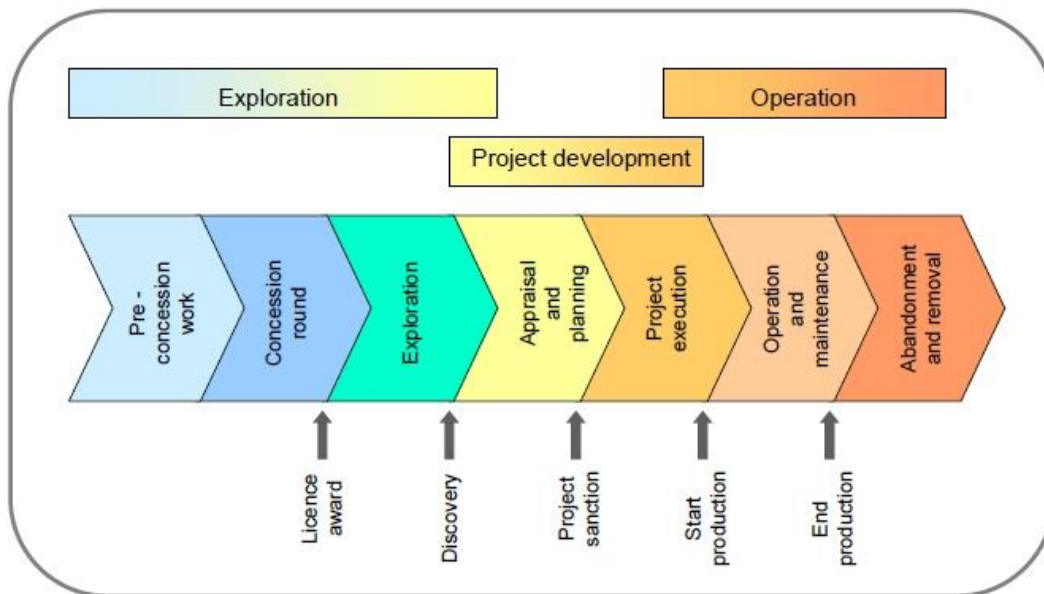 Exploration
Operation
Project development
Pre -
concession
work
Concession
round
Exploration
Appraisal
and
planning
Project
execution
Operation
and
maintenance
Abandonment
and removal
Licence
award
Discovery
Project
sanction
Start
production
End
production